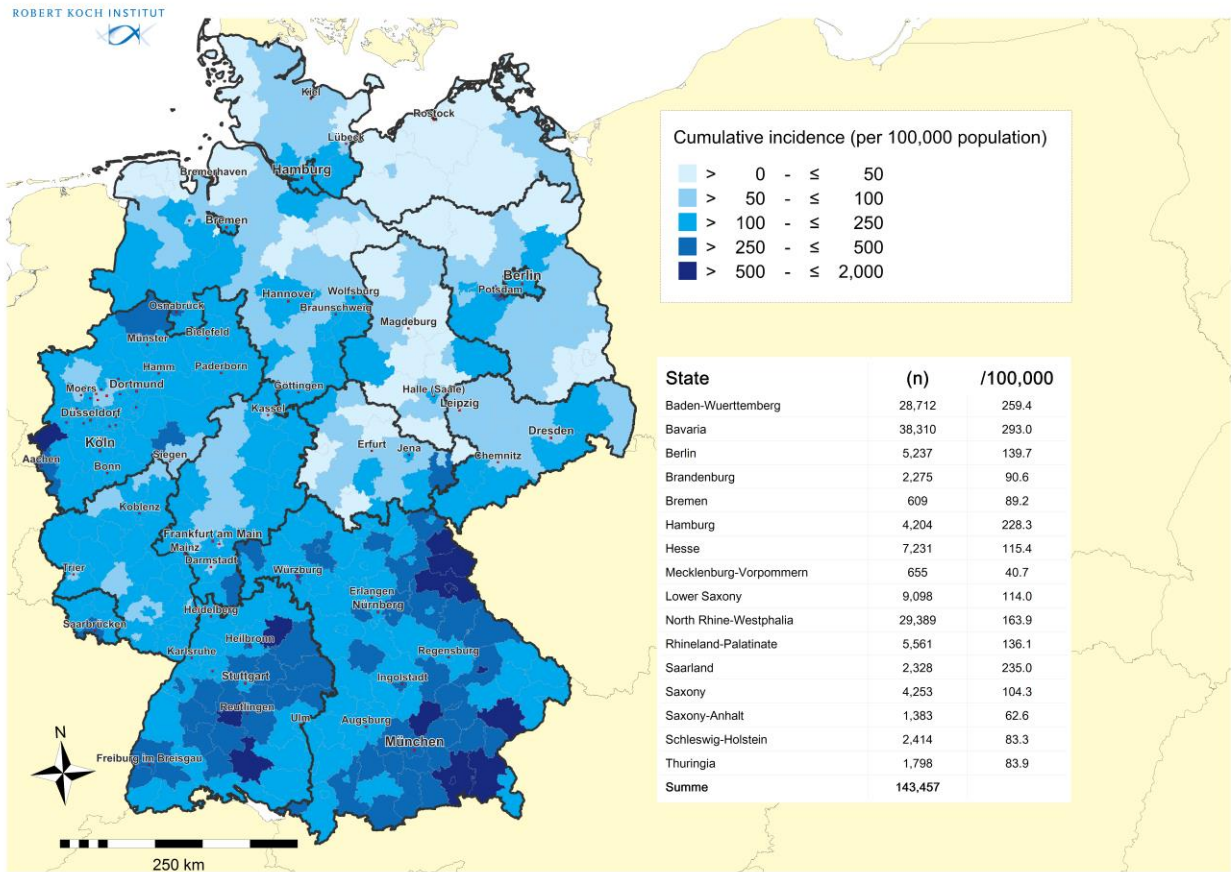 ROBERT KOCH INSTITUT
Kiel
Rostock
Lübeck
Bremerhaven
Hamburg
Bremen
Berlin
Potsdam
Hannover
Wolfsburg
Braunschweig
Osnabrück
Magdeburg
Münster
Bielefeld
Hamm
Paderborn
Moers
Dortmund
Göttingen
Halle (Saale)
Leipzig
Düsseldorf
Kassel
Köln
Dresden
Aachen
Siegen
Erfurt
Jena
Chemnitz
Bonn
Koblenz
Frankfurt am Main
Mainz
Darmstadt
Trier
Würzburg
Erlangen
Nürnberg
Heidelberg
Saarbrücken
Heilbronn
Karlsruhe
Regensburg
Stuttgart
Ingolstadt
Reutlingen
Ulm
Augsburg
München
Freiburg im Breisgau
N
250 km
Cumulative incidence (per 100,000 population)
> 0 - ≤ 50
> 50 - ≤ 100
> 100 - ≤ 250
> 250 - ≤ 500
> 500 - ≤ 2,000
State (n) /100,000
Baden-Wuerttemberg 28,712 259.4
Bavaria 38,310 293.0
Berlin 5,237 139.7
Brandenburg 2,275 90.6
Bremen 609 89.2
Hamburg 4,204 228.3
Hesse 7,231 115.4
Mecklenburg-Vorpommern 655 40.7
Lower Saxony 9,098 114.0
North Rhine-Westphalia 29,389 163.9
Rhineland-Palatinate 5,561 136.1
Saarland 2,328 235.0
Saxony 4,253 104.3
Saxony-Anhalt 1,383 62.6
Schleswig-Holstein 2,414 83.3
Thuringia 1,798 83.9
Summe 143,457